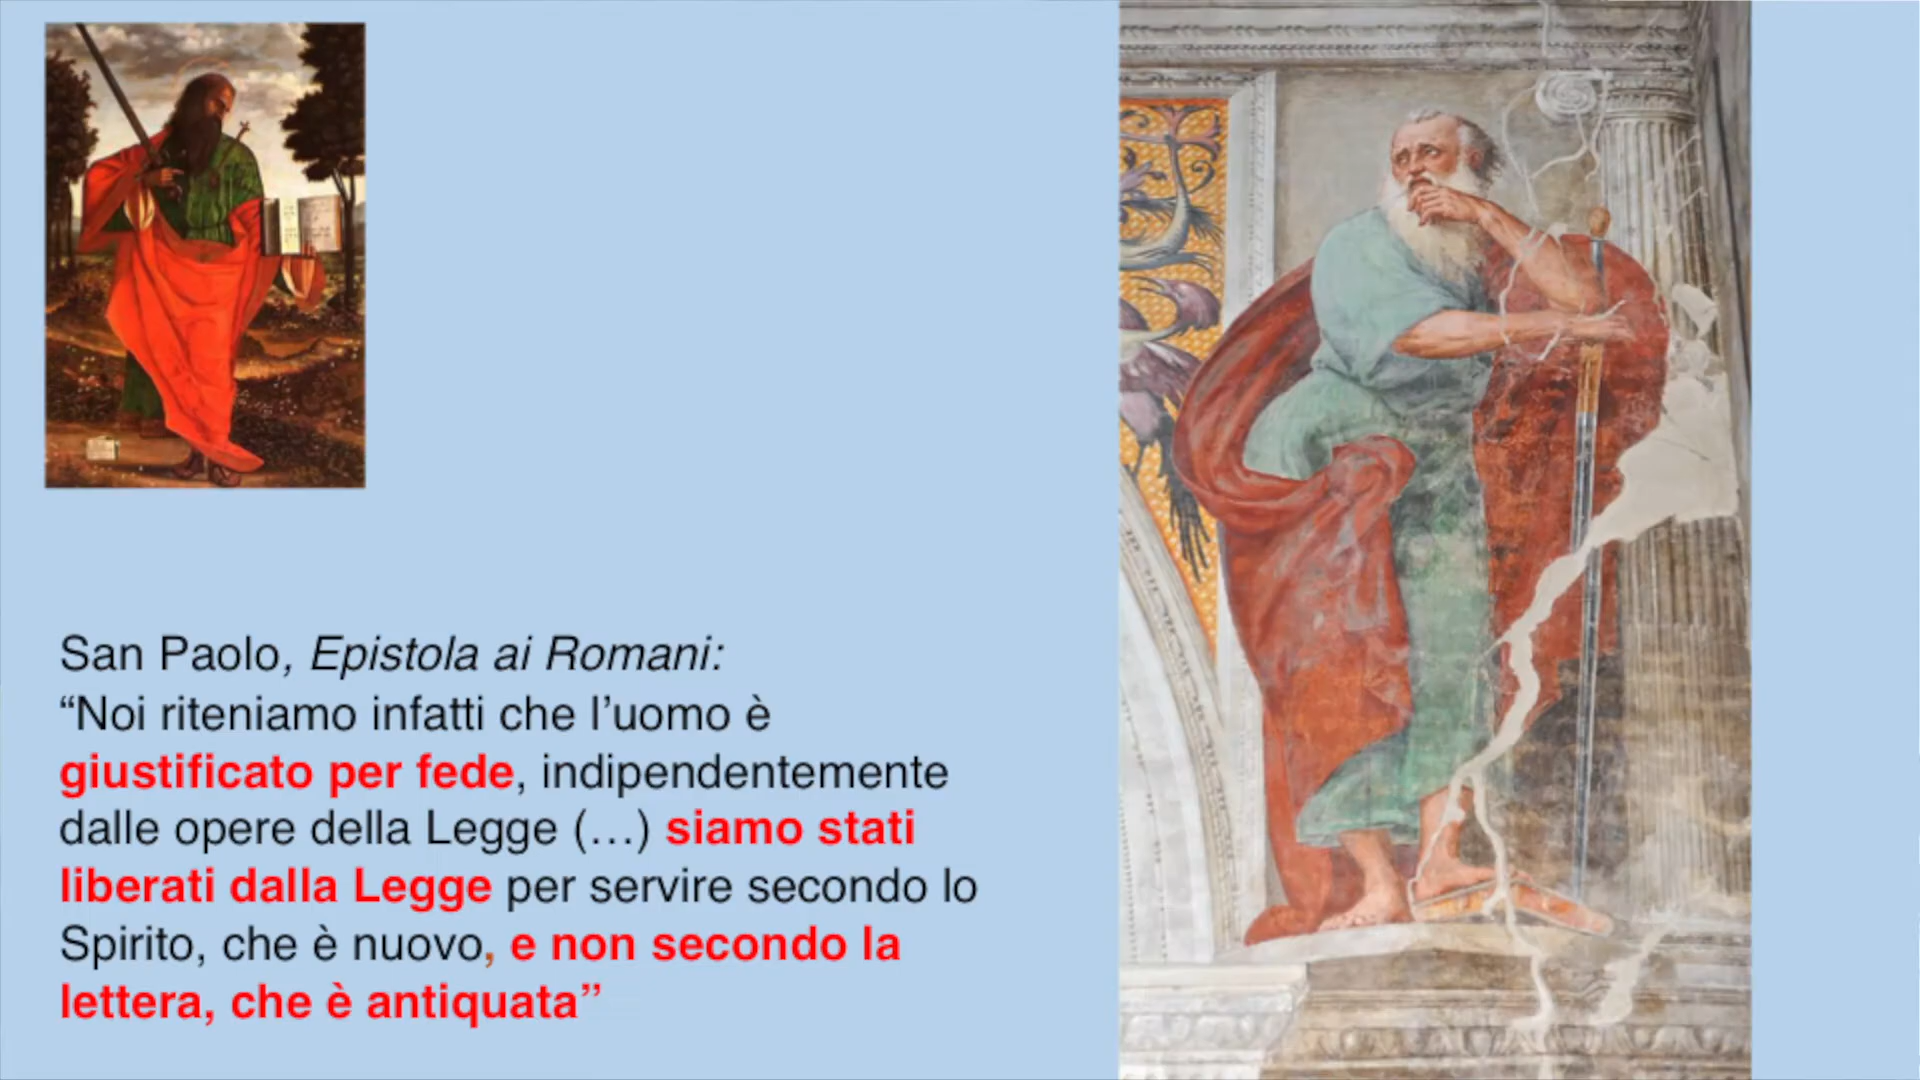 San Paolo, Epistola ai Romani:
“Noi riteniamo infatti che l’uomo è
giustificato per fede, indipendentemente
dalle opere della Legge (…) siamo stati
liberati dalla Legge per servire secondo lo
Spirito, che è nuovo, e non secondo la
lettera, che è antiquata”